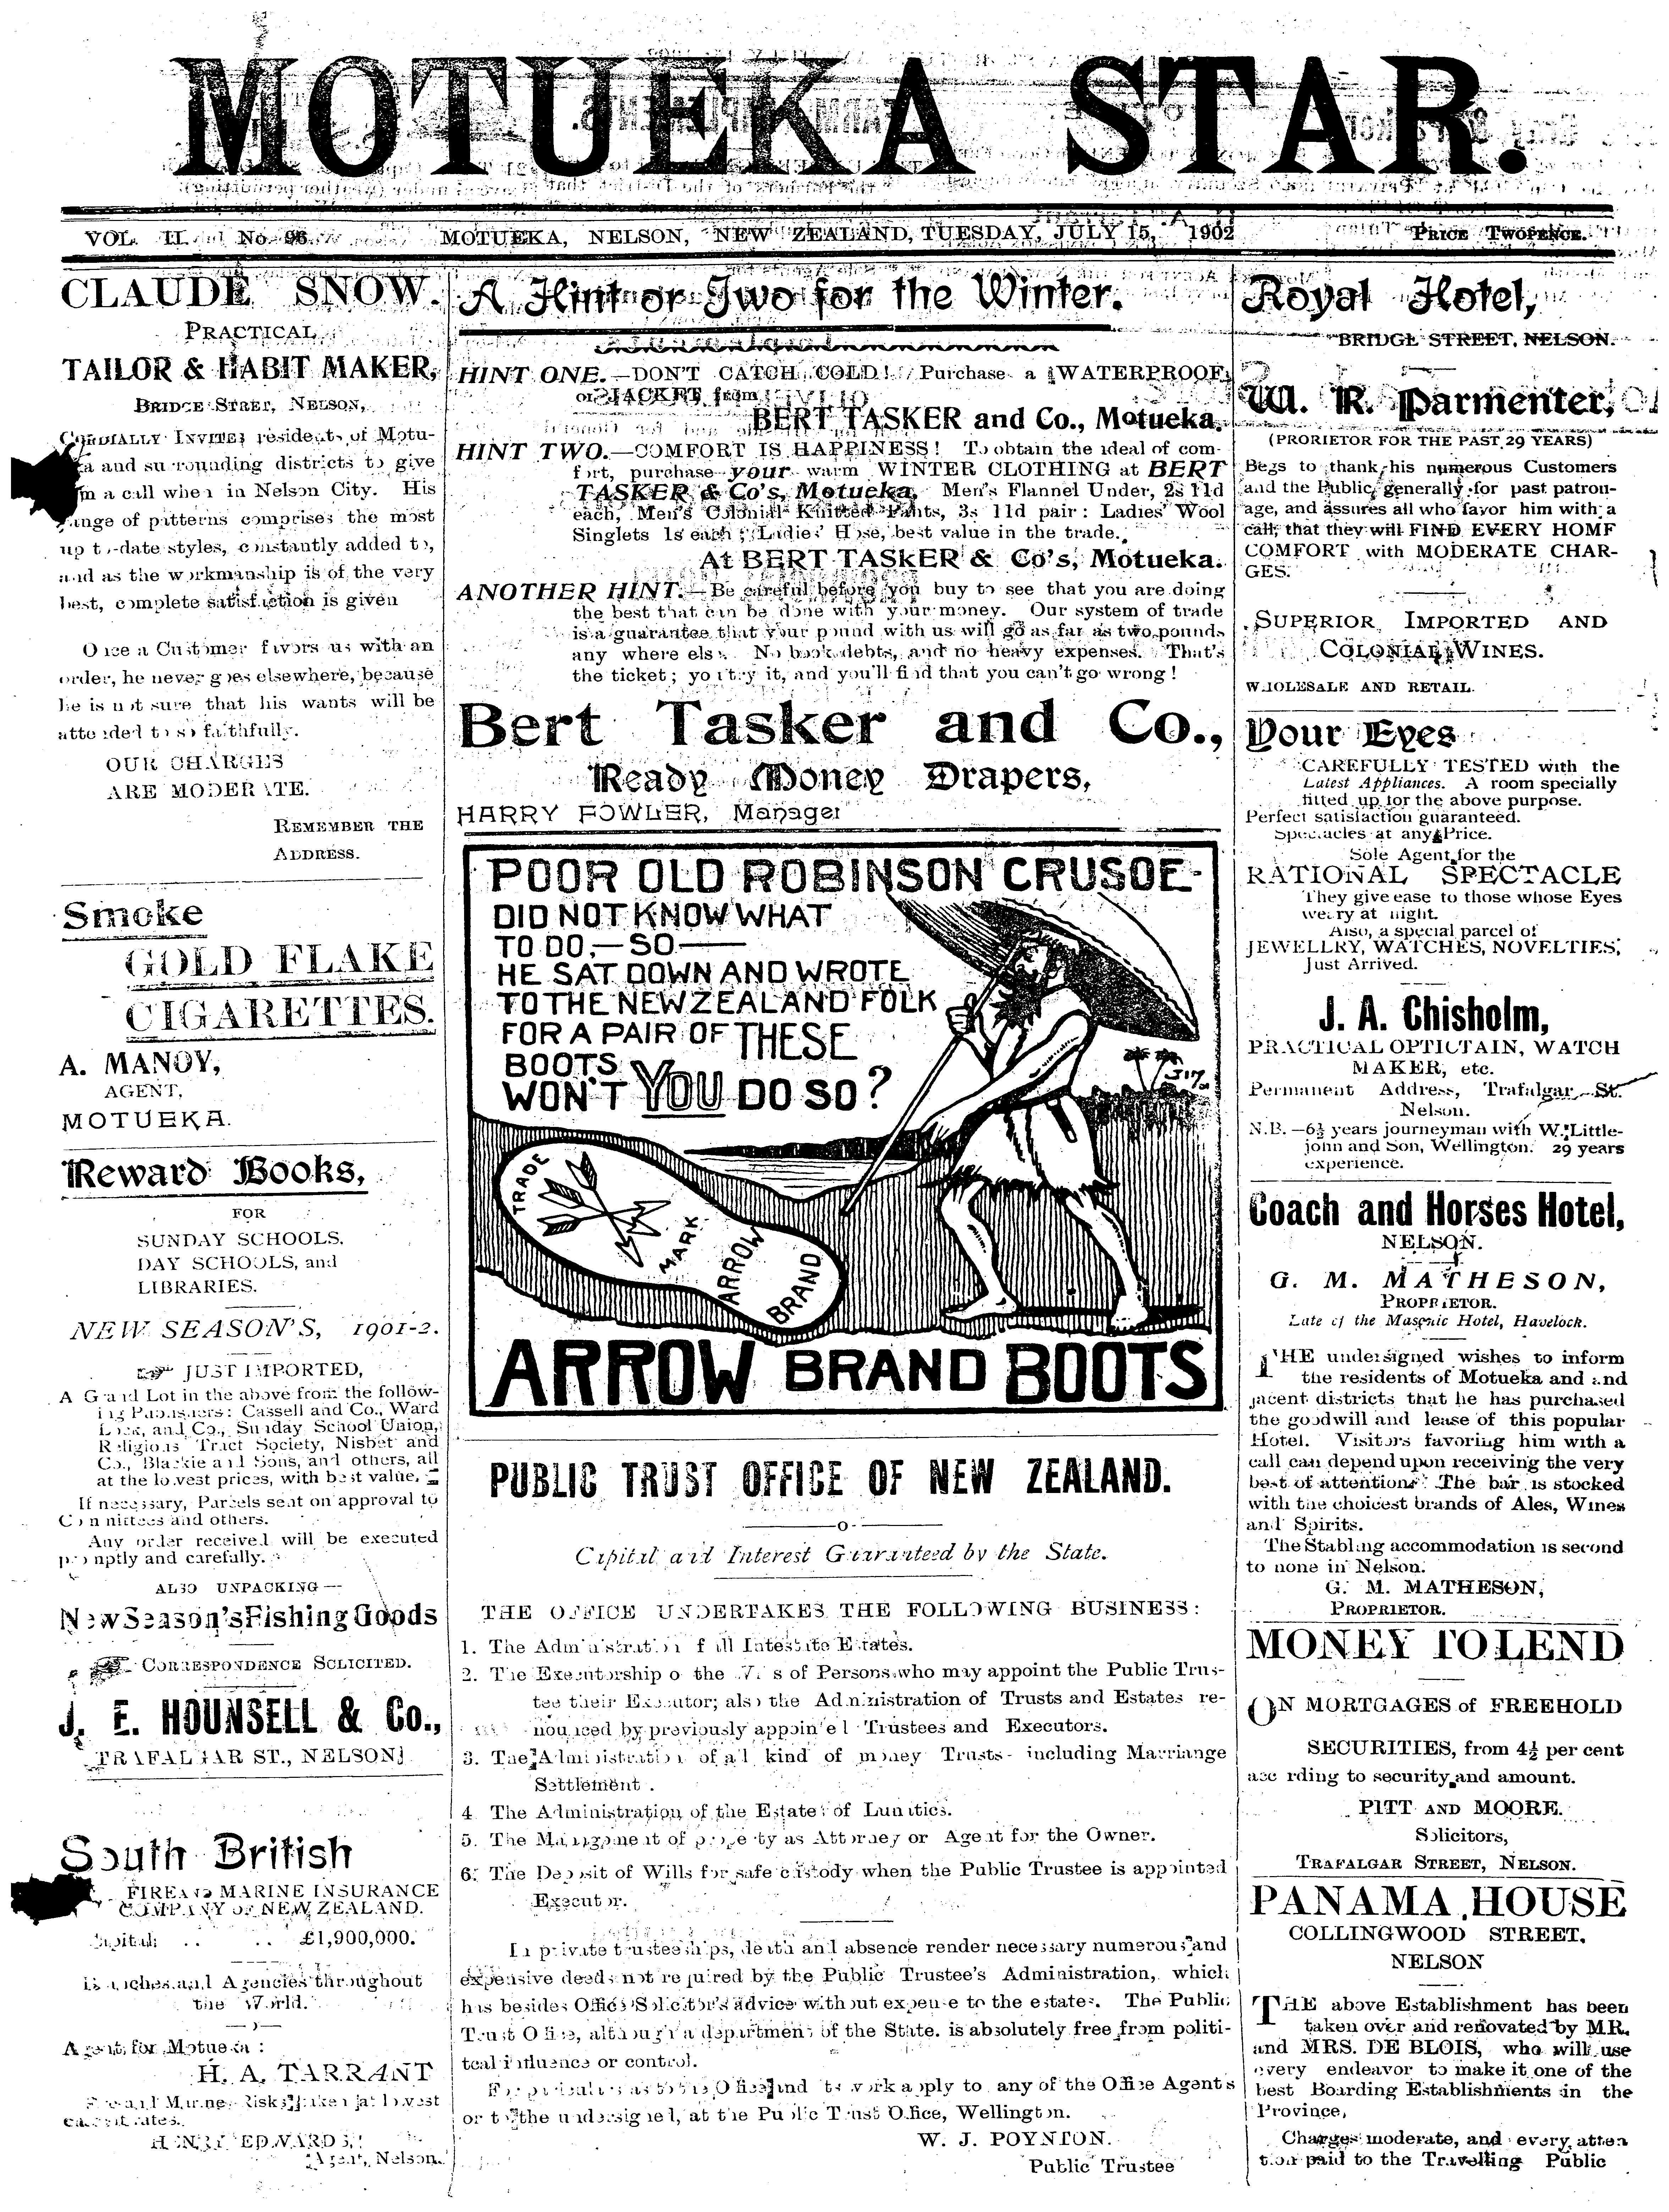 MOTUEKA STAR.
VOL. II. No. 96. MOTUEKA, NELSON, NEW ZEALAND, TUESDAY, JULY 15, 1902 PRICE TWOPENCE.
CLAUDE SNOW.
PRACTICAL
TAILOR & HABIT MAKER,
BRIDGE STREET, NELSON,
CORDIALLY INVITES residents of Motu-
a and surrounding districts to give
m a call when in Nelson City. His
range of patterns comprises the most
up to-date styles, constantly added to,
and as the workmanship is of the very
best, complete satisfaction is given
Once a Customer favors us with an
order, he never goes elsewhere, because
he is not sure that his wants will be
attended to so faithfully.
OUR CHARGES
ARE MODERATE.
REMEMBER THE
ADDRESS.
Smoke
GOLD FLAKE
CIGARETTES.
A. MANOY,
AGENT,
MOTUEKA.
Reward Books,
FOR
SUNDAY SCHOOLS.
DAY SCHOOLS, and
LIBRARIES.
NEW SEASON'S, 1901-2.
JUST IMPORTED,
A Grand Lot in the above from the follow-
ing Publishers: Cassell and Co., Ward
Lock, and Co., Sunday School Union,
Religious Tract Society, Nisbet and
Co., Blackie and Sons, and others, all
at the lowest prices, with best value.
If necessary, Parcels sent on approval to
Committees and others.
Any order received will be executed
promptly and carefully.
ALSO UNPACKING—
New Season's Fishing Goods
CORRESPONDENCE SOLICITED.
J. E. HOUNSELL & Co.,
TRAFALGAR ST., NELSON
South British
FIRE AND MARINE INSURANCE
COMPANY OF NEW ZEALAND.
Capital: .. .. £1,900,000.
Branches and Agencies throughout
the World.
Agent for Motueka:
H. A. TARRANT
Fire and Marine Risks taken at lowest
current rates.
HENRY EDWARDS,
Agent, Nelson.
A Hint or Two for the Winter.
HINT ONE.—DON'T CATCH COLD! Purchase a WATERPROOF
or JACKET from
BERT TASKER and Co., Motueka.
HINT TWO.—COMFORT IS HAPPINESS! To obtain the ideal of com-
fort, purchase your warm WINTER CLOTHING at BERT
TASKER & Co's, Motueka. Men's Flannel Under, 2s 11d
each, Men's Colonial Knitted Pants, 3s 11d pair: Ladies' Wool
Singlets 1s each; Ladies' Hose, best value in the trade.
At BERT TASKER & Co's, Motueka.
ANOTHER HINT.—Be careful before you buy to see that you are doing
the best that can be done with your money. Our system of trade
is a guarantee that your pound with us will go as far as two pounds
any where else. No book debts, and no heavy expenses. That's
the ticket; you try it, and you'll find that you can't go wrong!
Bert Tasker and Co.,
Ready Money Drapers,
HARRY FOWLER, Manager
POOR OLD ROBINSON CRUSOE-
DID NOT KNOW WHAT
TO DO,—SO—
HE SAT DOWN AND WROTE
TO THE NEW ZEALAND FOLK
FOR A PAIR OF THESE
BOOTS.
WON'T YOU DO SO?
TRADE
MARK
ARROW
BRAND
ARROW BRAND BOOTS
PUBLIC TRUST OFFICE OF NEW ZEALAND.
—o—
Capital and Interest Guaranteed by the State.
THE OFFICE UNDERTAKES THE FOLLOWING BUSINESS:
1. The Administration of all Intestate Estates.
2. The Executorship of the Wills of Persons who may appoint the Public Trus-
tee their Executor; also the Administration of Trusts and Estates re-
nounced by previously appointed Trustees and Executors.
3. The Administration of all kind of money Trusts- including Marriange
Settlement .
4. The Administration of the Estates of Lunatics.
5. The Management of property as Attorney or Agent for the Owner.
6. The Deposit of Wills for safe custody when the Public Trustee is appointed
Executor.
In private trusteeships, death and absence render necessary numerous and
expensive deeds not required by the Public Trustee's Administration, which
has besides Office Solicitor's advice without expense to the estates. The Public
Trust Office, although a department of the State. is absolutely free from politi-
tcal influence or control.
For particulars as to the Office and its work apply to any of the Office Agents
or to the undersigned, at the Public Trust Office, Wellington.
W. J. POYNTON.
Public Trustee
Royal Hotel,
BRIDGE STREET, NELSON.
W. R. Parmenter,
(PRORIETOR FOR THE PAST 29 YEARS)
Begs to thank his numerous Customers
and the Public generally for past patron-
age, and assures all who favor him with a
call, that they will FIND EVERY HOME
COMFORT with MODERATE CHAR-
GES.
SUPERIOR IMPORTED AND
COLONIAL WINES.
WHOLESALE AND RETAIL.
Your Eyes
CAREFULLY TESTED with the
Latest Appliances. A room specially
fitted up for the above purpose.
Perfect satisfaction guaranteed.
Spectacles at any Price.
Sole Agent for the
RATIONAL SPECTACLE
They give ease to those whose Eyes
weary at night.
Also, a special parcel of
JEWELLRY, WATCHES, NOVELTIES,
Just Arrived.
J. A. Chisholm,
PRACTICAL OPTICTAIN, WATCH
MAKER, etc.
Permanent Address, Trafalgar St.
Nelson.
N.B.—6½ years journeyman with W. Little-
john and Son, Wellington. 29 years
experience.
Coach and Horses Hotel,
NELSON.
G. M. MATHESON,
PROPRIETOR.
Late of the Masonic Hotel, Havelock.
THE undersigned wishes to inform
the residents of Motueka and and
jacent districts that he has purchased
the goodwill and lease of this popular
Hotel. Visitors favoring him with a
call can depend upon receiving the very
best of attention. The bar is stocked
with the choicest brands of Ales, Wines
and Spirits.
The Stabling accommodation is second
to none in Nelson.
G. M. MATHESON,
PROPRIETOR.
MONEY TO LEND
ON MORTGAGES of FREEHOLD
SECURITIES, from 4½ per cent
according to security and amount.
PITT AND MOORE.
Solicitors,
TRAFALGAR STREET, NELSON.
PANAMA HOUSE
COLLINGWOOD STREET,
NELSON
THE above Establishment has been
taken over and renovated by MR.
and MRS. DE BLOIS, who will use
every endeavor to make it one of the
best Boarding Establishments in the
Province,
Charges moderate, and every atten
tion paid to the Travelling Public